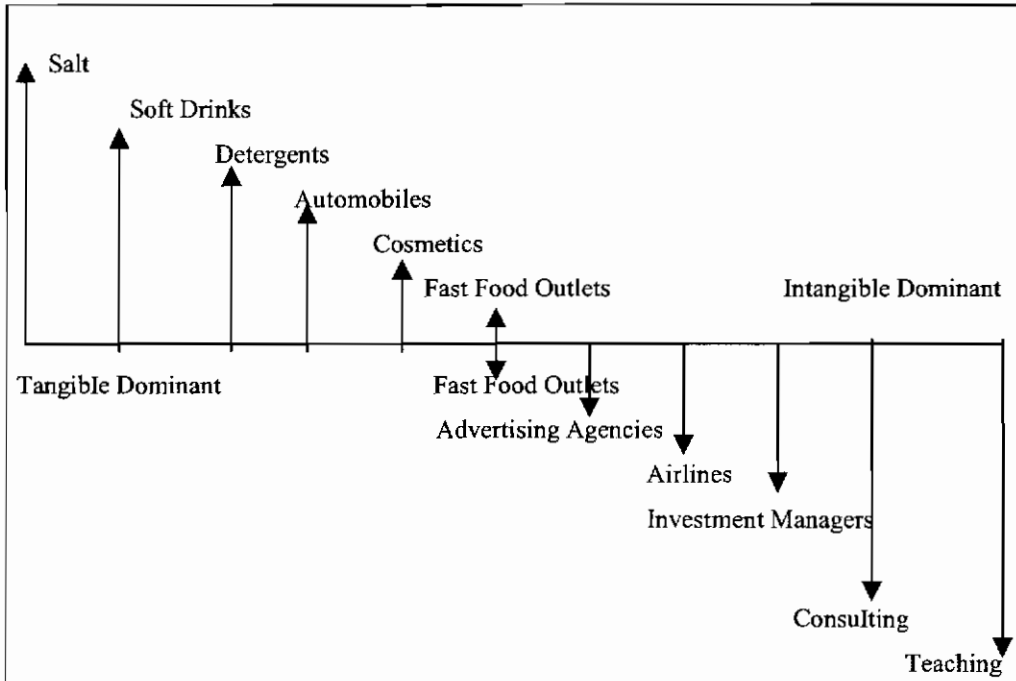 Salt
Soft Drinks
Detergents
Automobiles
Cosmetics
Fast Food Outlets
Intangible Dominant
Tangible Dominant
Fast Food Outlets
Advertising Agencies
Airlines
Investment Managers
Consulting
Teaching